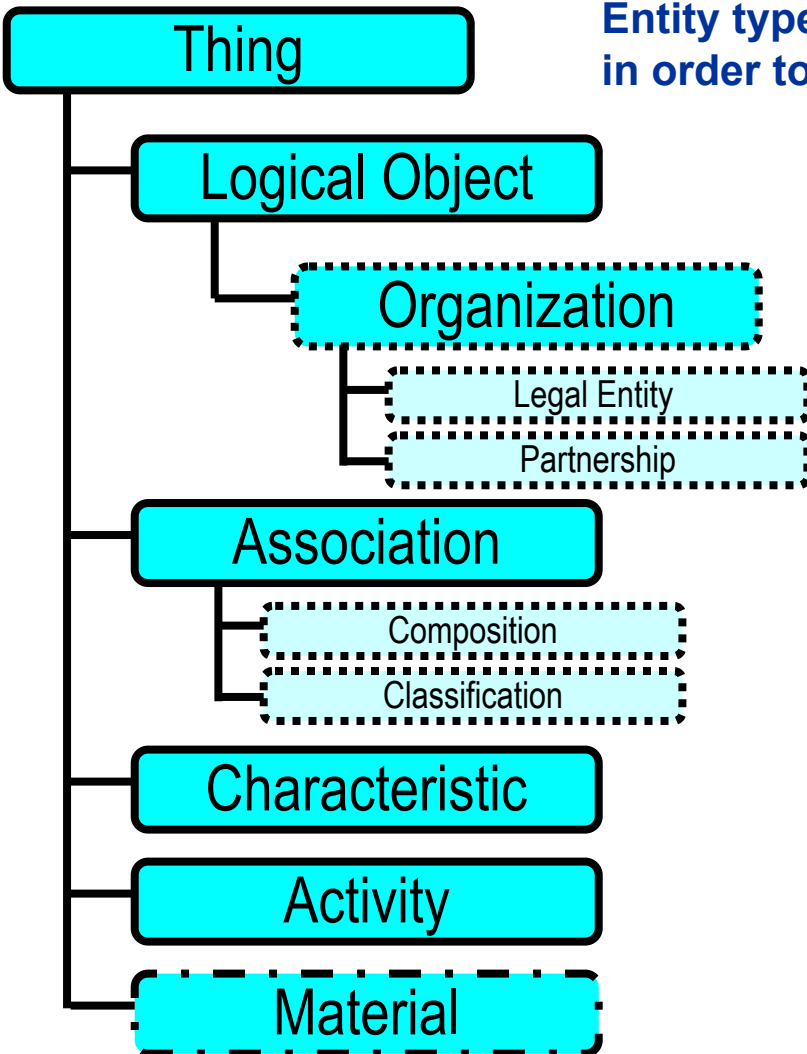 Entity type
in order to
Thing
Logical Object
Organization
Legal Entity
Partnership
Association
Composition
Classification
Characteristic
Activity
Material